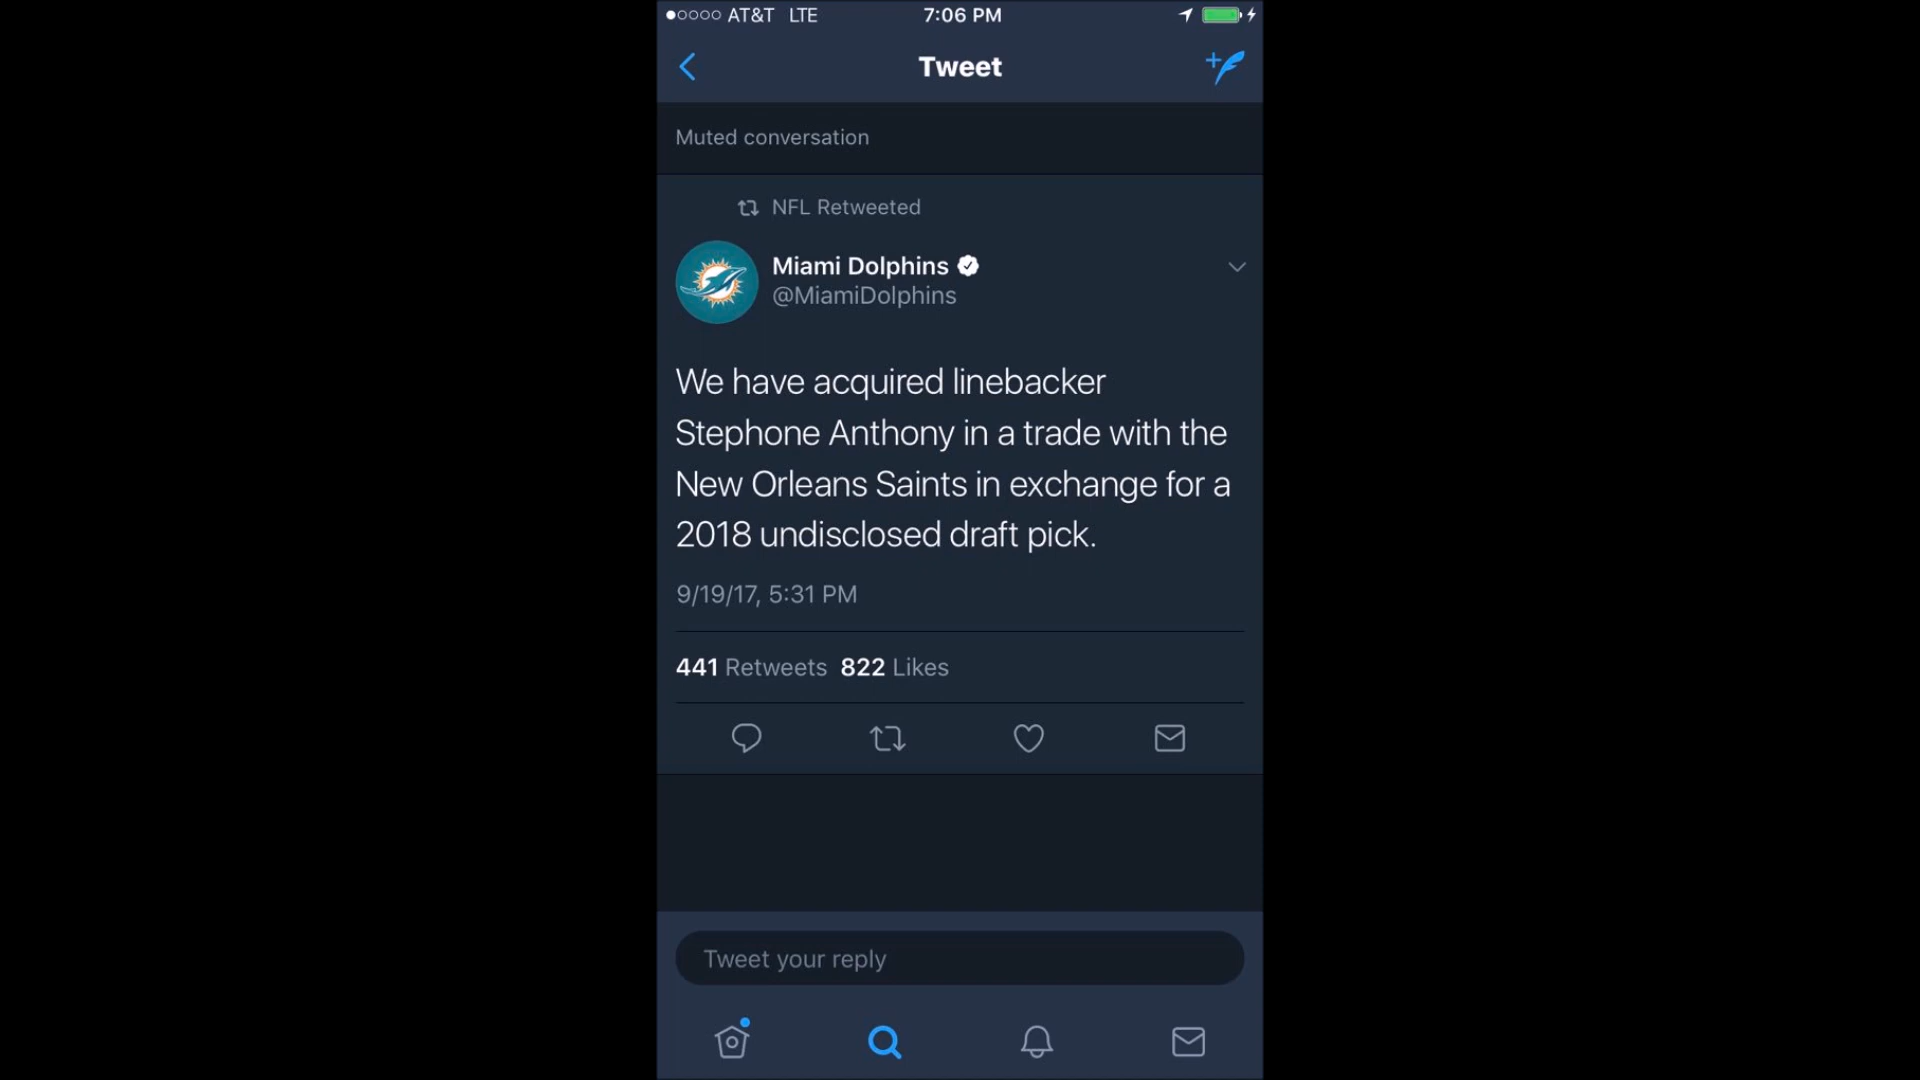 AT&T LTE 7:06 PM
Tweet
Muted conversation
NFL Retweeted
Miami Dolphins
@MiamiDolphins
We have acquired linebacker
Stephone Anthony in a trade with the
New Orleans Saints in exchange for a
2018 undisclosed draft pick.
9/19/17, 5:31 PM
441 Retweets 822 Likes
Tweet your reply